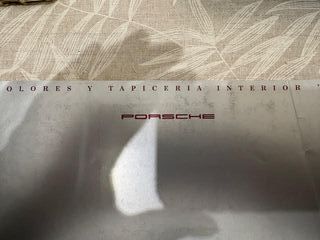 OLORES Y TAPICERIA INTERIOR '
PORSCHE